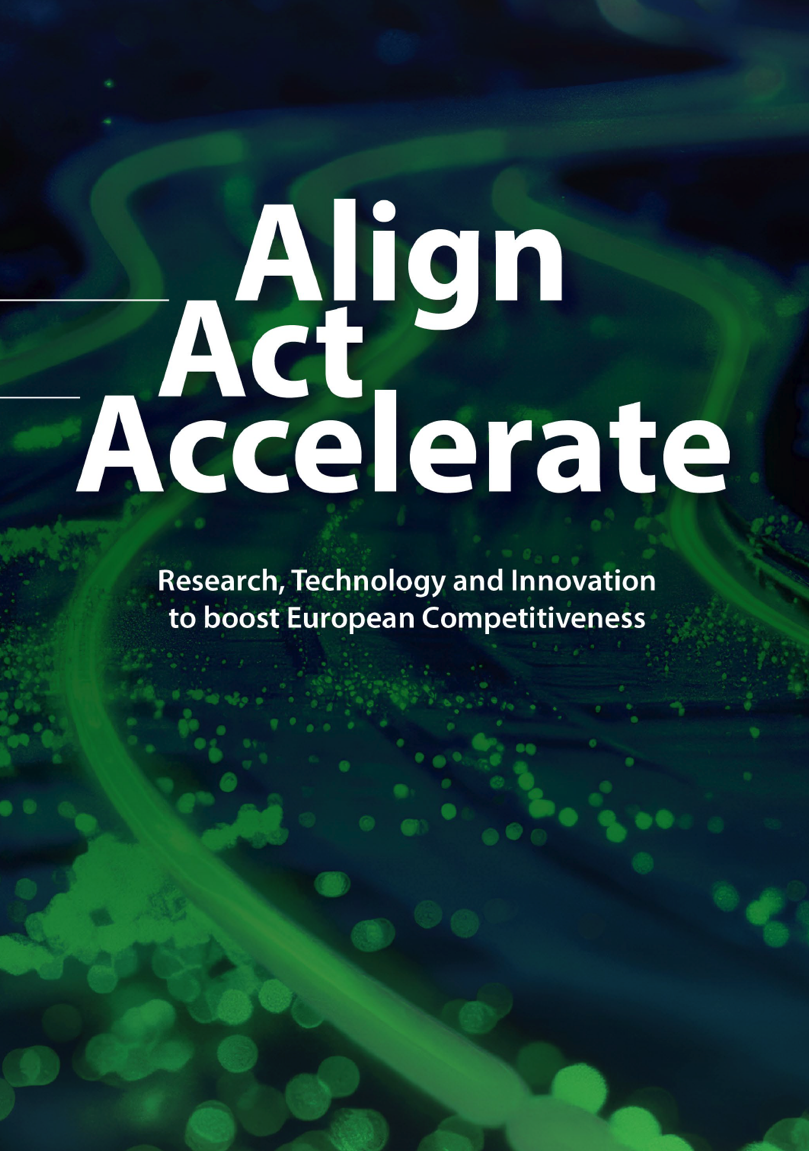 Align
Act
Accelerate
Research, Technology and Innovation
to boost European Competitiveness